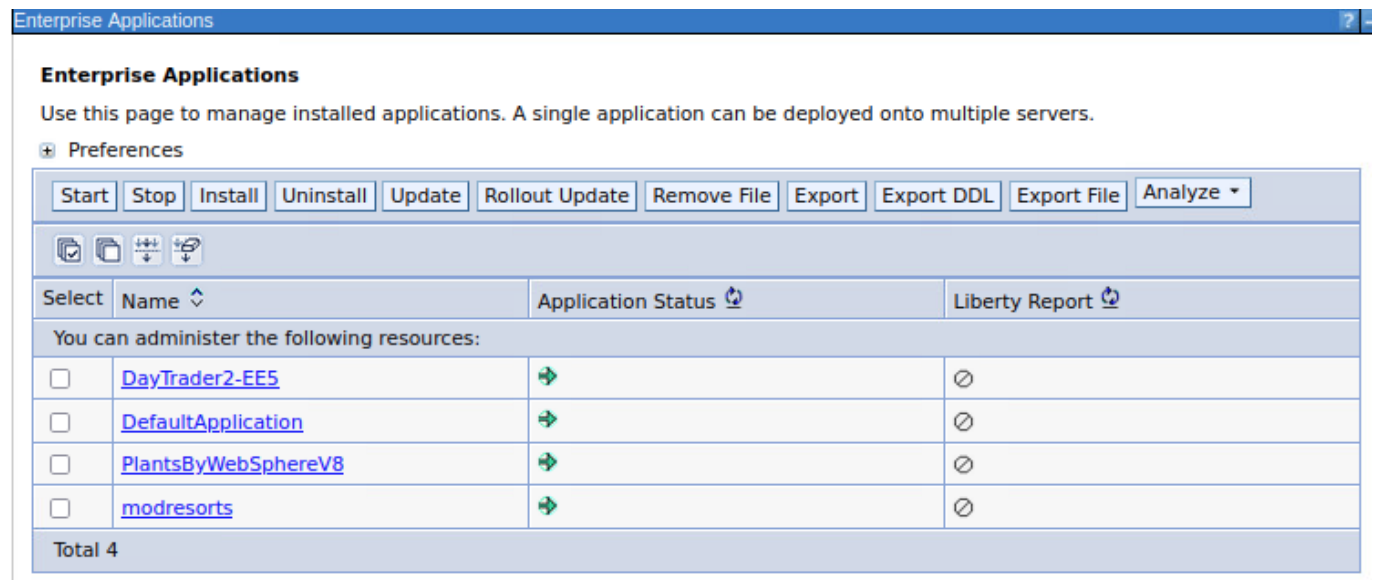 Enterprise Applications ?
Enterprise Applications
Use this page to manage installed applications. A single application can be deployed onto multiple servers.
Preferences
Start Stop Install Uninstall Update Rollout Update Remove File Export Export DDL Export File Analyze
Select Name Application Status Liberty Report
You can administer the following resources:
DayTrader2-EE5
DefaultApplication
PlantsByWebSphereV8
modresorts
Total 4